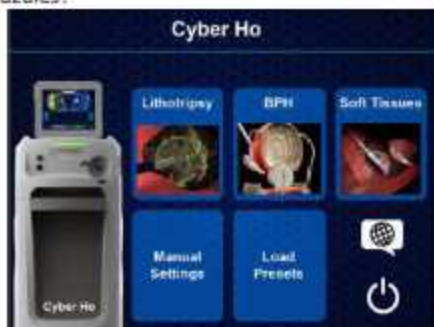 Cyber Ho
Lithotripsy
BPH
Soft Tissues
Manual
Settings
Load
Presets
Cyber Ho